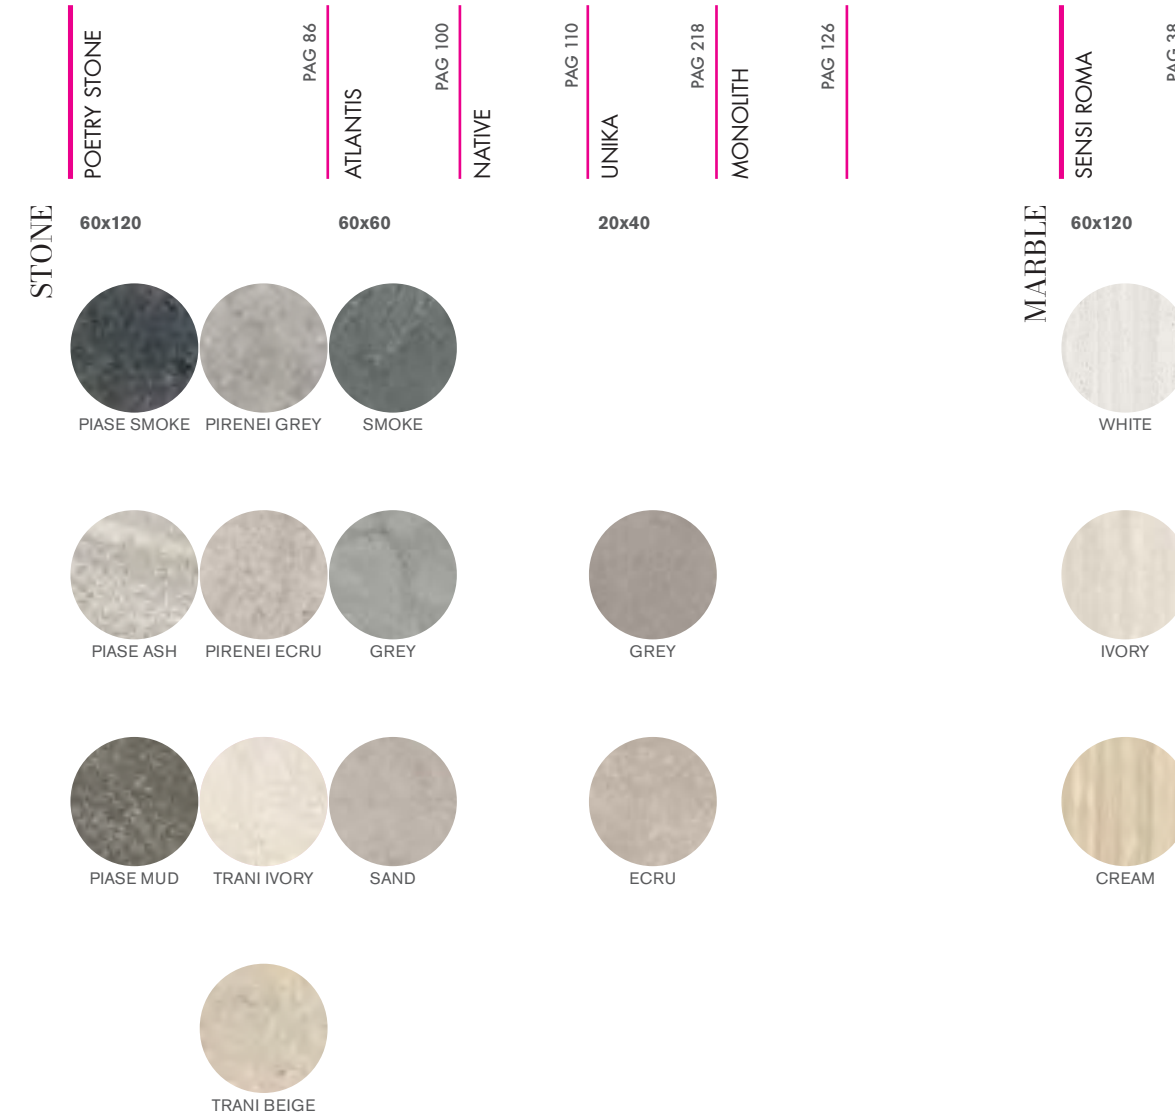 POETRY STONE
PAG 86
ATLANTIS
PAG 100
NATIVE
PAG 110
UNIKA
PAG 218
MONOLITH
PAG 126
SENSI ROMA
STONE
60x120
60x60
20x40
MARBLE
60x120
PIASE SMOKE
PIRENEI GREY
SMOKE
WHITE
PIASE ASH
PIRENEI ECRU
GREY
GREY
IVORY
PIASE MUD
TRANI IVORY
SAND
ECRU
CREAM
TRANI BEIGE